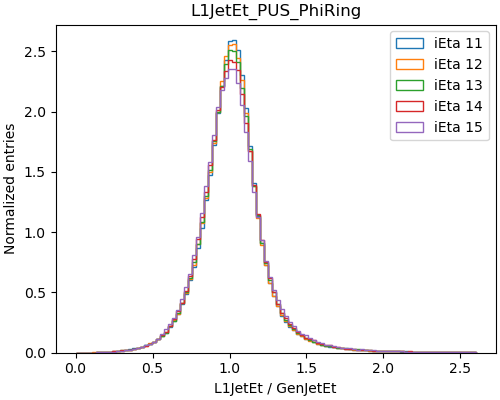 L1JetEt_PUS_PhiRing
Normalized entries
2.5
2.0
1.5
1.0
0.5
0.0
iEta 11
iEta 12
iEta 13
iEta 14
iEta 15
0.0 0.5 1.0 1.5 2.0 2.5
L1JetEt / GenJetEt